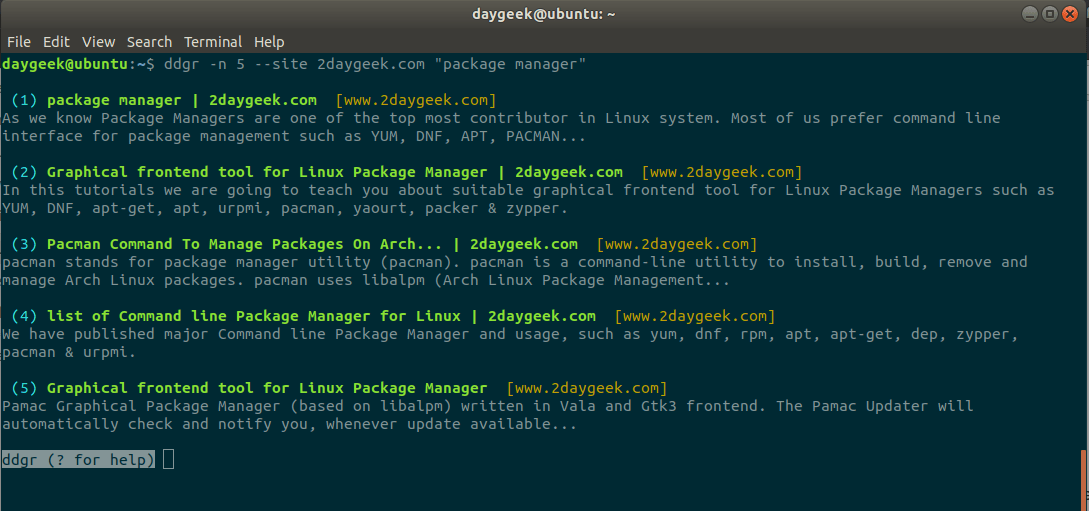 daygeek@ubuntu: ~
File Edit View Search Terminal Help
daygeek@ubuntu:~$ ddgr -n 5 --site 2daygeek.com "package manager"
(1) package manager | 2daygeek.com [www.2daygeek.com]
As we know Package Managers are one of the top most contributor in Linux system. Most of us prefer command line
interface for package management such as YUM, DNF, APT, PACMAN...
(2) Graphical frontend tool for Linux Package Manager | 2daygeek.com [www.2daygeek.com]
In this tutorials we are going to teach you about suitable graphical frontend tool for Linux Package Managers such as
YUM, DNF, apt-get, apt, urpmi, pacman, yaourt, packer & zypper.
(3) Pacman Command To Manage Packages On Arch... | 2daygeek.com [www.2daygeek.com]
pacman stands for package manager utility (pacman). pacman is a command-line utility to install, build, remove and
manage Arch Linux packages. pacman uses libalpm (Arch Linux Package Management...
(4) list of Command line Package Manager for Linux | 2daygeek.com [www.2daygeek.com]
We have published major Command line Package Manager and usage, such as yum, dnf, rpm, apt, apt-get, dep, zypper,
pacman & urpmi.
(5) Graphical frontend tool for Linux Package Manager [www.2daygeek.com]
Pamac Graphical Package Manager (based on libalpm) written in Vala and Gtk3 frontend. The Pamac Updater will
automatically check and notify you, whenever update available...
ddgr (? for help)